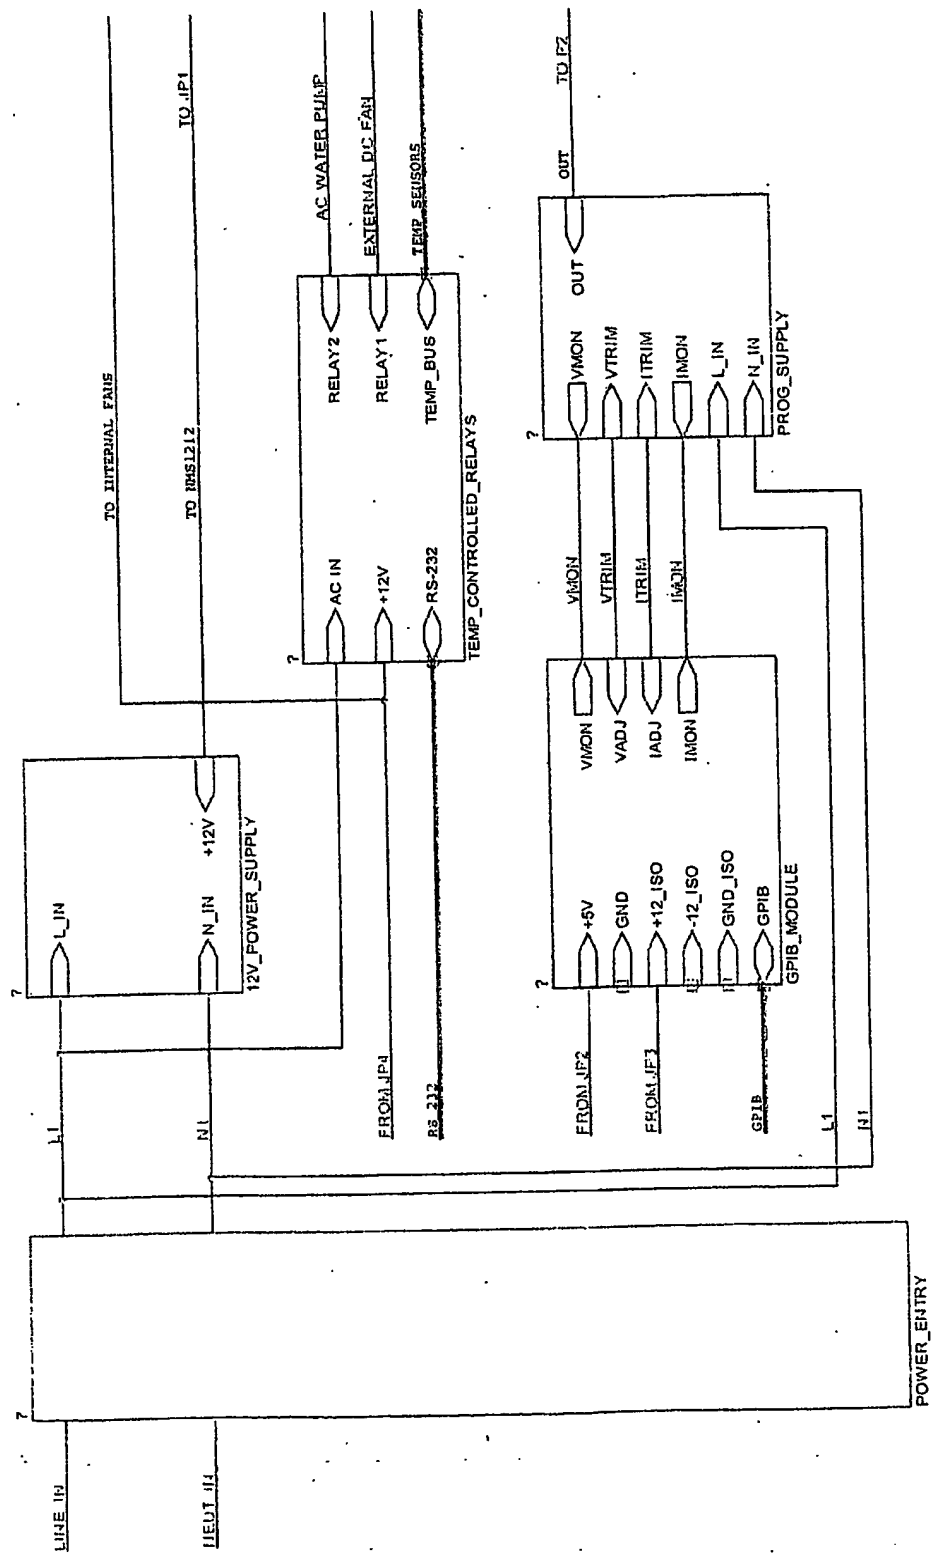 LINE IN
NEUT IN
?
POWER_ENTRY
L1
N1
?
L_IN
N_IN
+12V
12V_POWER_SUPPLY
TO INTERNAL FANS
TO NMS1212
TO JP1
FROM JP4
RS 232
?
AC IN
+12V
RS-232
RELAY2
RELAY1
TEMP_BUS
TEMP_CONTROLLED_RELAYS
AC WATER PUMP
EXTERNAL DC FAN
TEMP SENSORS
FROM JP2
FROM JP3
GPIB
?
+5V
GND
+12_ISO
-12_ISO
GND_ISO
GPIB
VMON
VADJ
IADJ
IMON
GPIB_MODULE
VMON
VTRIM
ITRIM
IMON
?
VMON
VTRIM
ITRIM
IMON
L_IN
N_IN
OUT
PROG_SUPPLY
OUT
TO P2
L1
N1